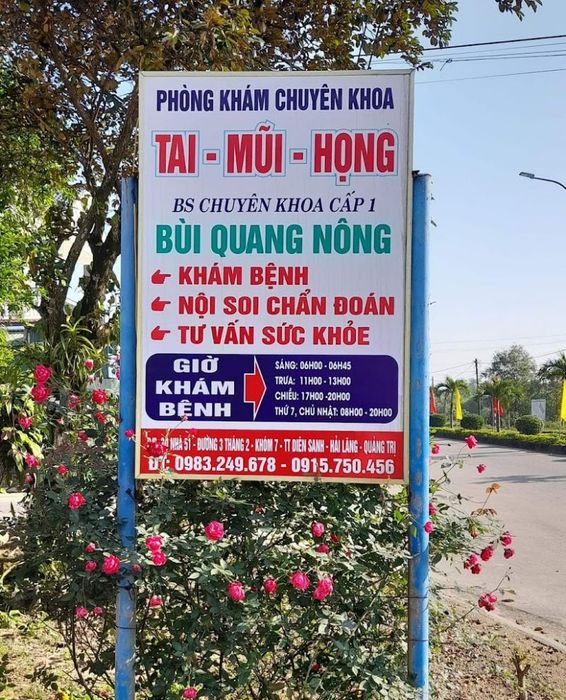 PHÒNG KHÁM CHUYÊN KHOA
TAI - MŨI - HỌNG
BS CHUYÊN KHOA CẤP 1
BÙI QUANG NÔNG
KHÁM BỆNH
NỘI SOI CHẨN ĐOÁN
TƯ VẤN SỨC KHỎE
GIỜ
KHÁM
BỆNH
SÁNG: 06H00 - 06H45
TRƯA: 11H00 - 13H00
CHIỀU: 17H00 -20H00
THỨ 7, CHỦ NHẬT: 08H00 - 20H00
NHÀ 51 - ĐƯỜNG 3 THÁNG 2 - KHÓM 7 - TT DIÊN SANH - HẢI LĂNG - QUẢNG TRỊ
ĐT: 0983.249.678 - 0915.750.456